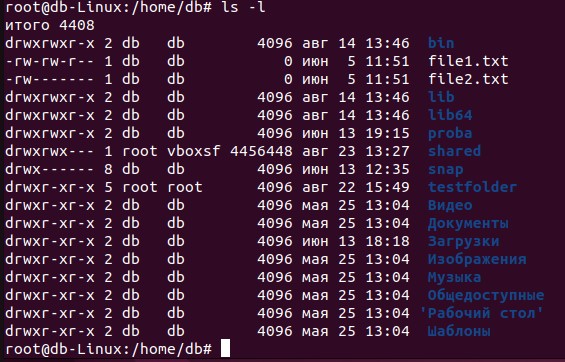 root@db-Linux:/home/db# ls -l
итого 4408
drwxrwxr-x 2 db   db        4096 авг 14 13:46  bin
-rw-rw-r-- 1 db   db           0 июн  5 11:51  file1.txt
-rw------- 1 db   db           0 июн  5 11:51  file2.txt
drwxrwxr-x 2 db   db        4096 авг 14 13:46  lib
drwxrwxr-x 2 db   db        4096 авг 14 13:46  lib64
drwxrwxr-x 2 db   db        4096 июн 13 19:15  proba
drwxrwx--- 1 root vboxsf 4456448 авг 23 13:27  shared
drwx------ 8 db   db        4096 июн 13 12:35  snap
drwxr-xr-x 5 root root      4096 авг 22 15:49  testfolder
drwxr-xr-x 2 db   db        4096 мая 25 13:04  Видео
drwxr-xr-x 2 db   db        4096 мая 25 13:04  Документы
drwxr-xr-x 2 db   db        4096 июн 13 18:18  Загрузки
drwxr-xr-x 2 db   db        4096 мая 25 13:04  Изображения
drwxr-xr-x 2 db   db        4096 мая 25 13:04  Музыка
drwxr-xr-x 2 db   db        4096 мая 25 13:04  Общедоступные
drwxr-xr-x 2 db   db        4096 мая 25 13:04 'Рабочий стол'
drwxr-xr-x 2 db   db        4096 мая 25 13:04  Шаблоны
root@db-Linux:/home/db#